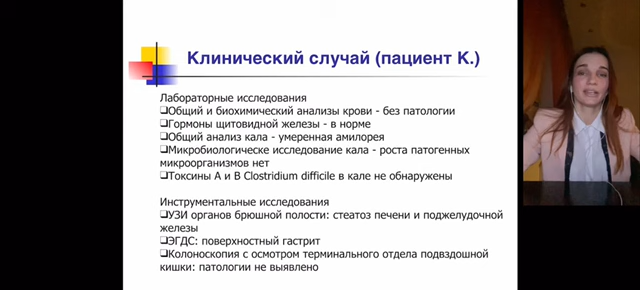 Клинический случай (пациент К.)
Лабораторные исследования
❑Общий и биохимический анализы крови - без патологии
❑Гормоны щитовидной железы - в норме
❑Общий анализ кала - умеренная амилорея
❑Микробиологическе исследование кала - роста патогенных
микроорганизмов нет
❑Токсины А и В Clostridium difficile в кале не обнаружены
Инструментальные исследования
❑УЗИ органов брюшной полости: стеатоз печени и поджелудочной
железы
❑ЭГДС: поверхностный гастрит
❑Колоноскопия с осмотром терминального отдела подвздошной
кишки: патологии не выявлено